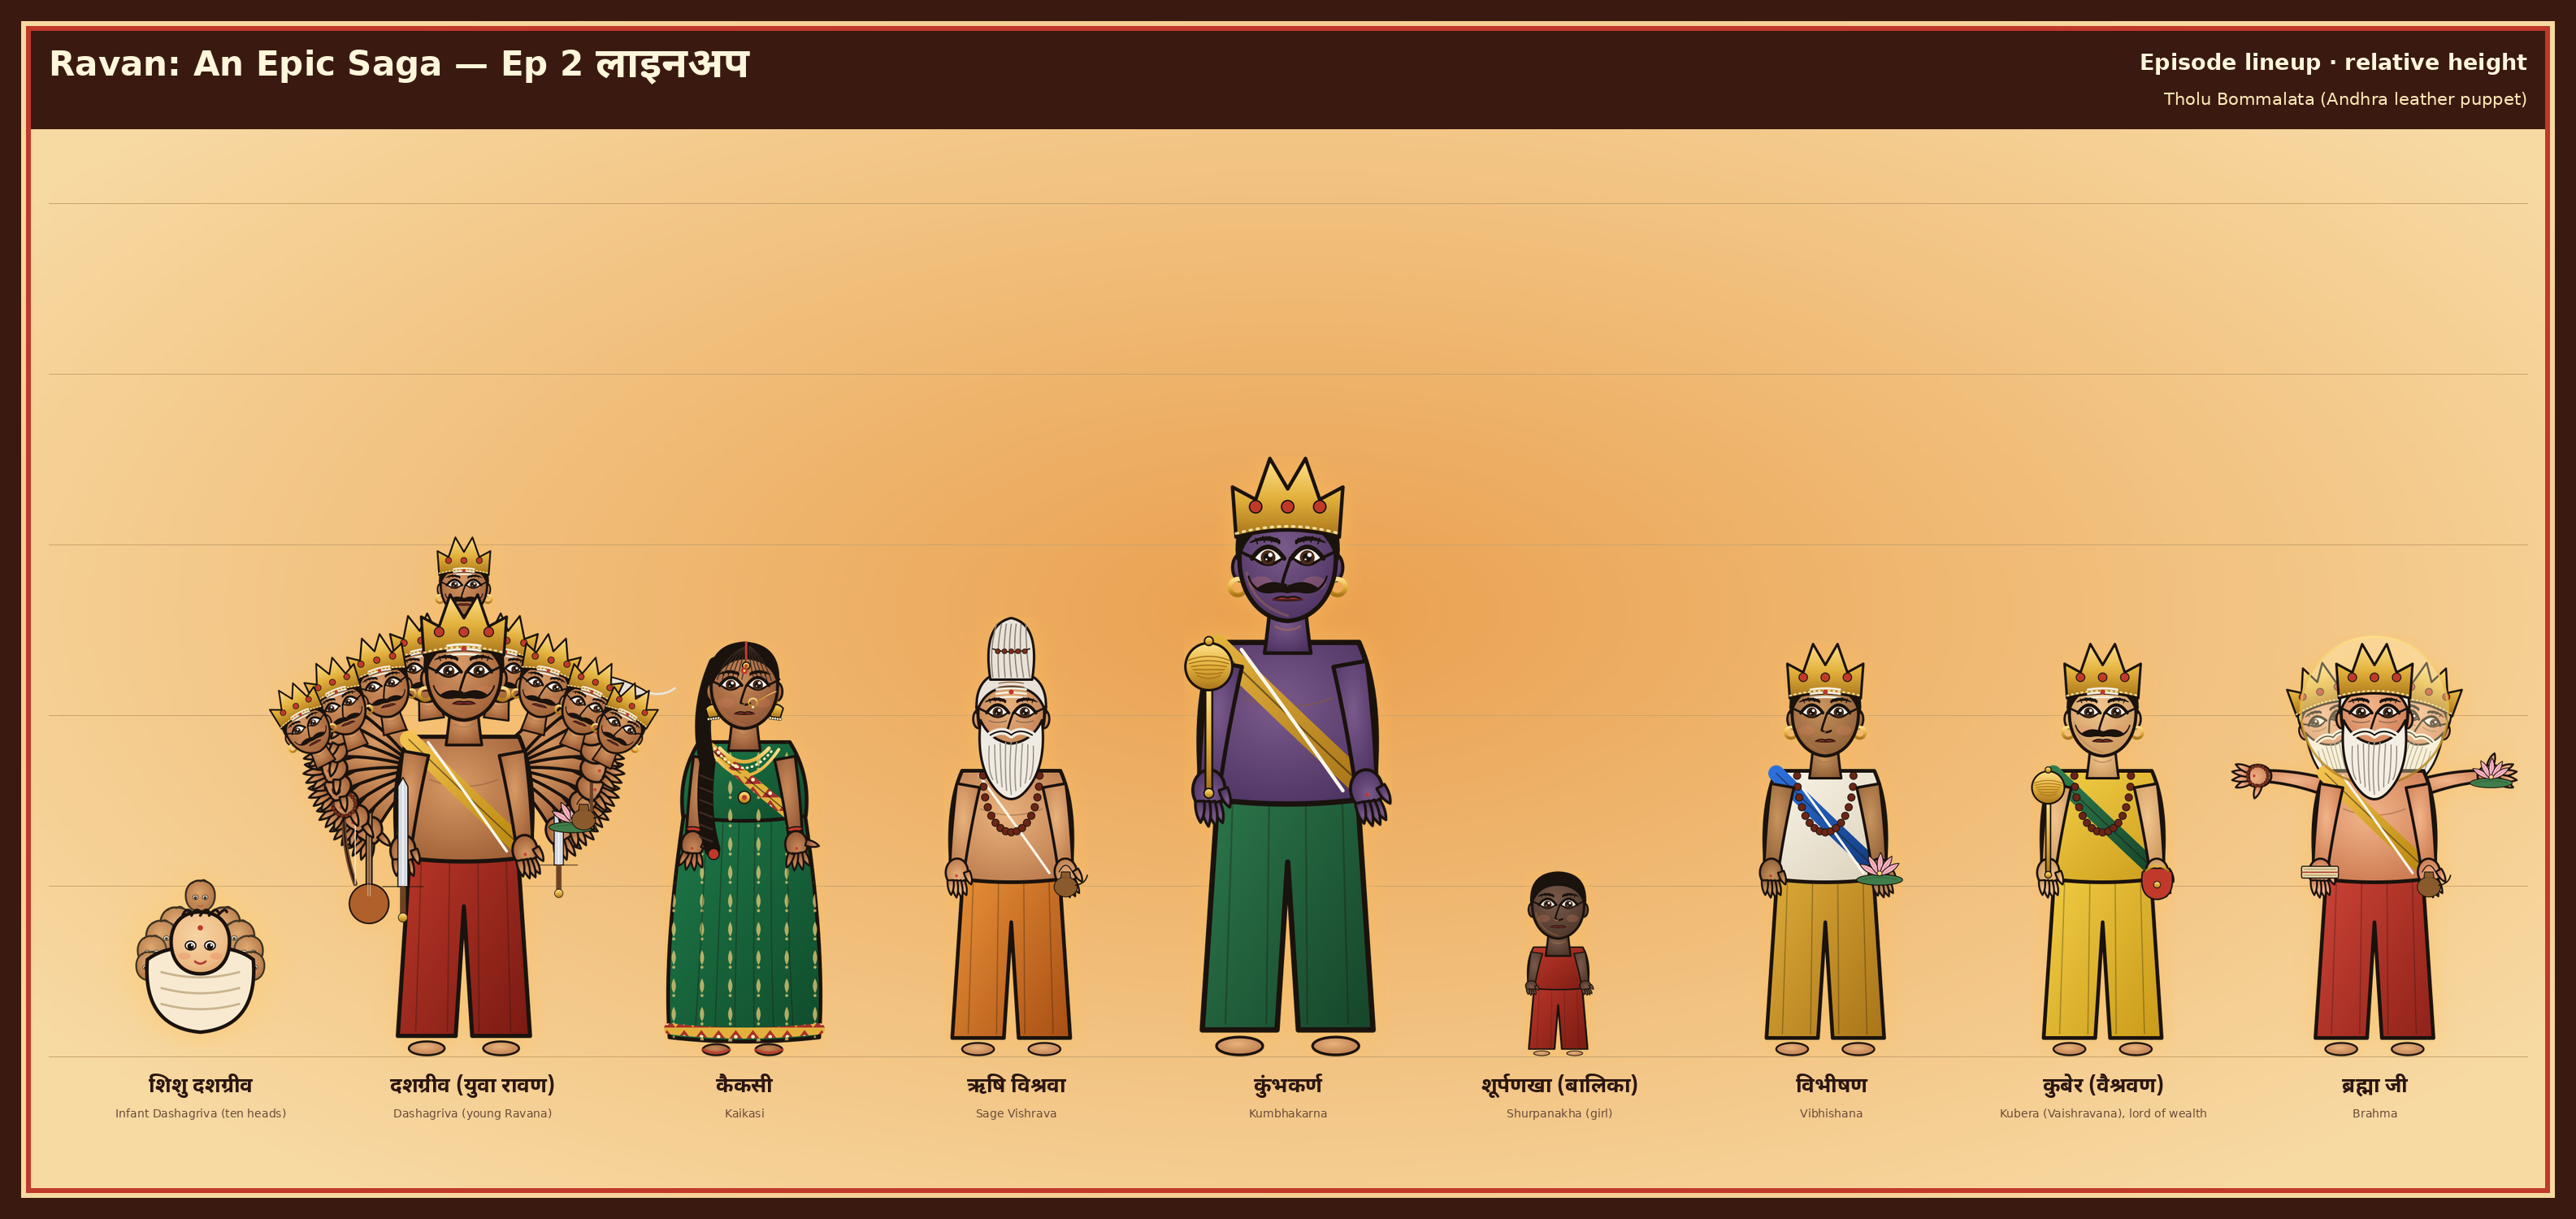 Ravan: An Epic Saga — Ep 2 लाइनअप
Episode lineup · relative height
Tholu Bommalata (Andhra leather puppet)
शिशु दशग्रीव
Infant Dashagriva (ten heads)
दशग्रीव (युवा रावण)
Dashagriva (young Ravana)
कैकसी
Kaikasi
ऋषि विश्रवा
Sage Vishrava
कुंभकर्ण
Kumbhakarna
शूर्पणखा (बालिका)
Shurpanakha (girl)
विभीषण
Vibhishana
कुबेर (वैश्रवण)
Kubera (Vaishravana), lord of wealth
ब्रह्मा जी
Brahma